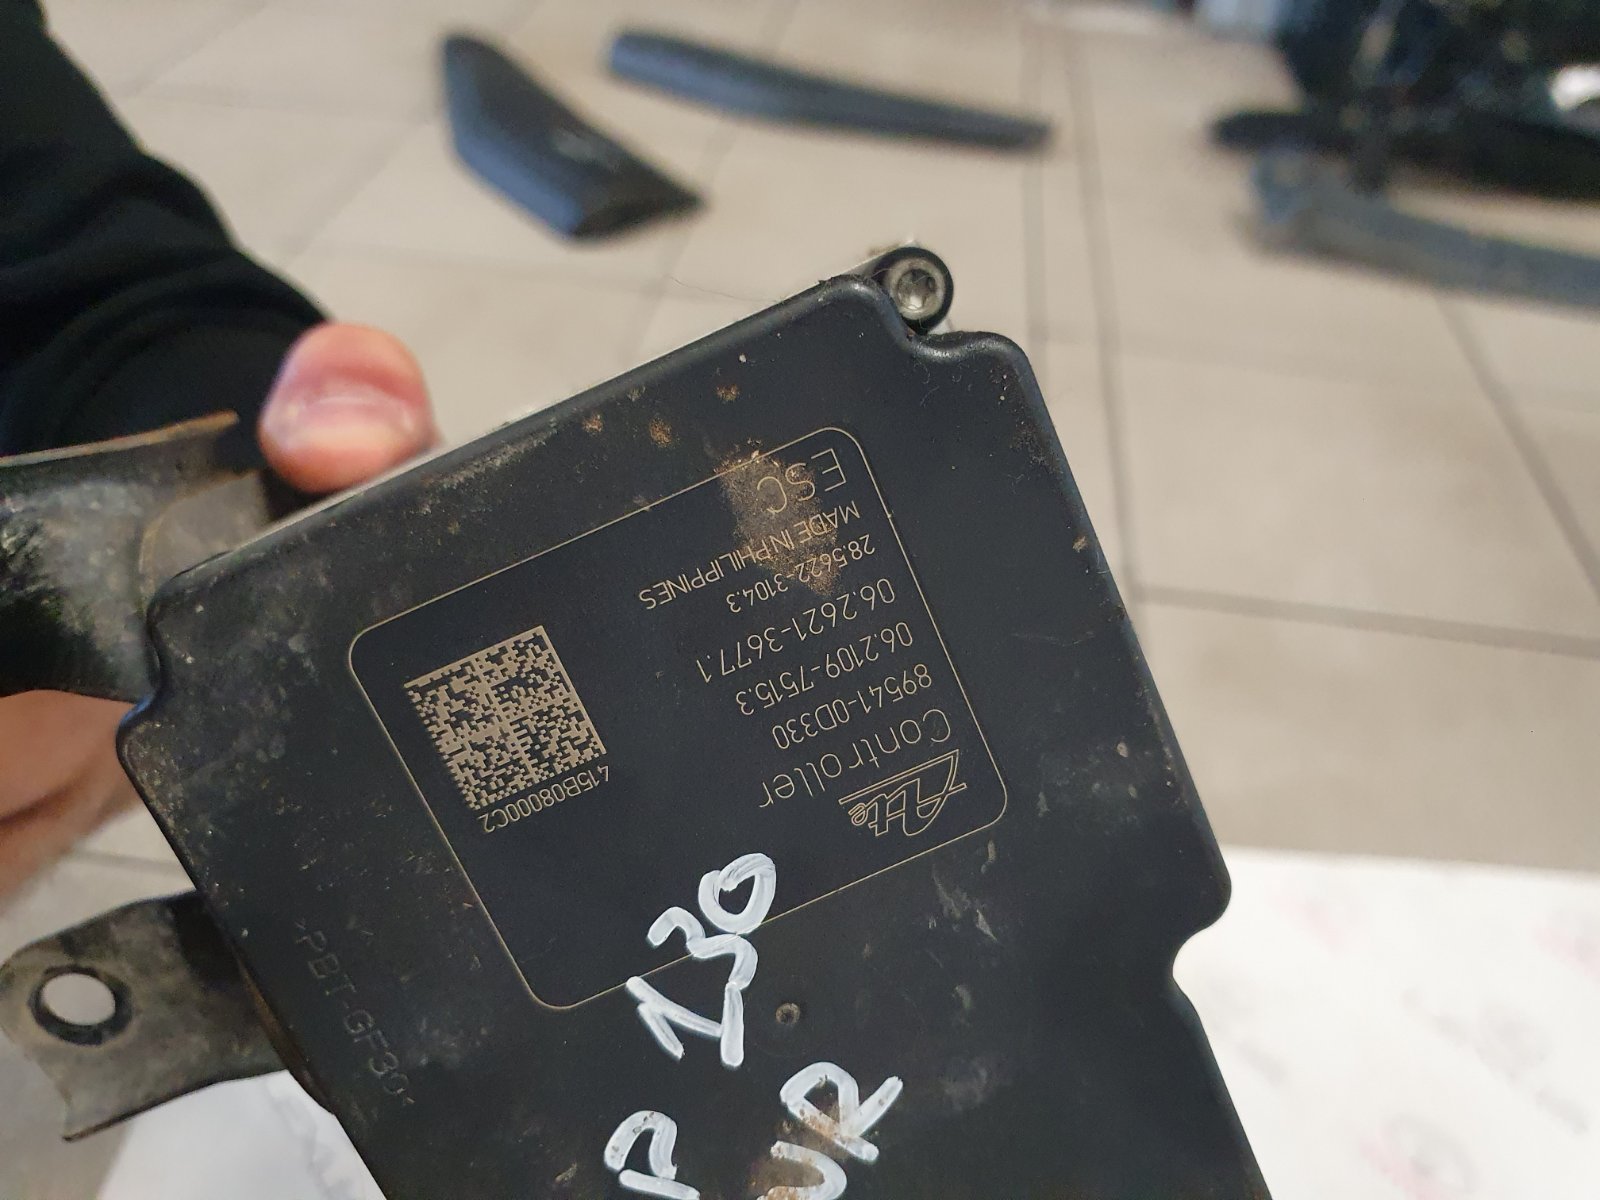 Ate
Controller
89541-0D330
06.2109-7515.3
06.2621-3677.1
28.5622-3104.3
MADE IN PHILIPPINES
ESC
415B08000C2
>PBT-GF30<
P 130